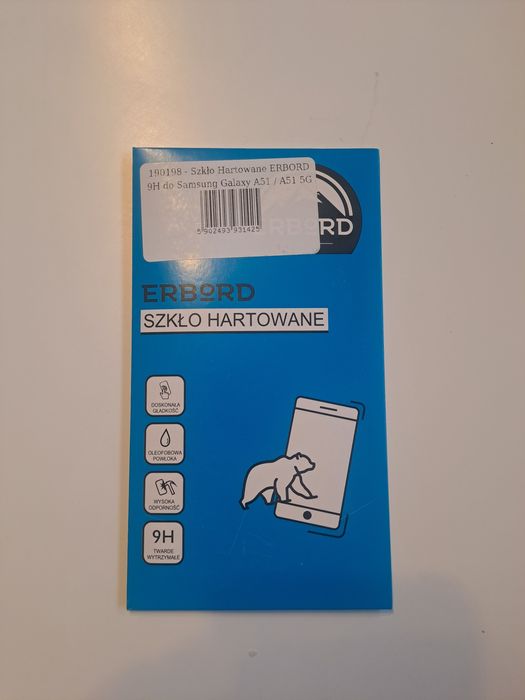 190198 - Szkło Hartowane ERBORD
9H do Samsung Galaxy A51 / A51 5G
5 902493 931425
RBORD
ERBORD
SZKŁO HARTOWANE
DOSKONAŁA
GŁADKOŚĆ
OLEOFOBOWA
POWŁOKA
WYSOKA
ODPORNOŚĆ
9H
TWARDE
WYTRZYMAŁE